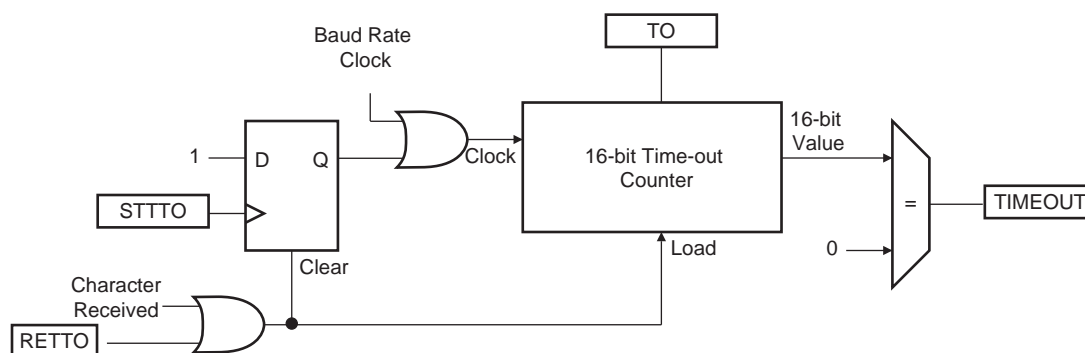 TO
Baud Rate
Clock
16-bit
Value
1
D
Q
Clock
16-bit Time-out
Counter
STTTO
=
TIMEOUT
Clear
Load
0
Character
Received
RETTO